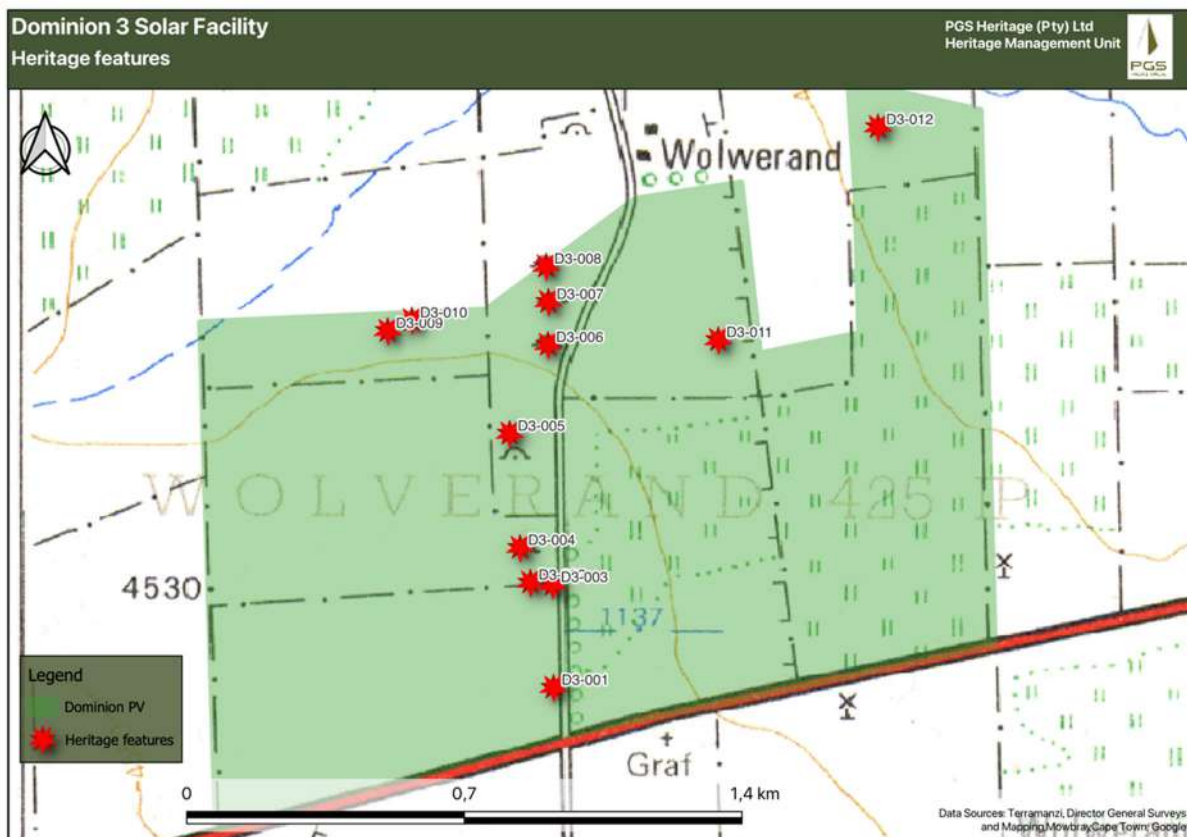 Dominion 3 Solar Facility
Heritage features
PGS Heritage (Pty) Ltd
Heritage Management Unit
PGS
D3-012
Wolwerand
D3-008
D3-007
D3-010
D3-009
D3-006
D3-011
D3-005
WOLVERAND 425 IP
D3-004
D3-003
4530
1137
D3-001
Graf
Legend
Dominion PV
Heritage features
0
0,7
1,4 km
Data Sources: Terramanzi, Director General Surveys
and Mapping,Mowbray,Cape Town, Google